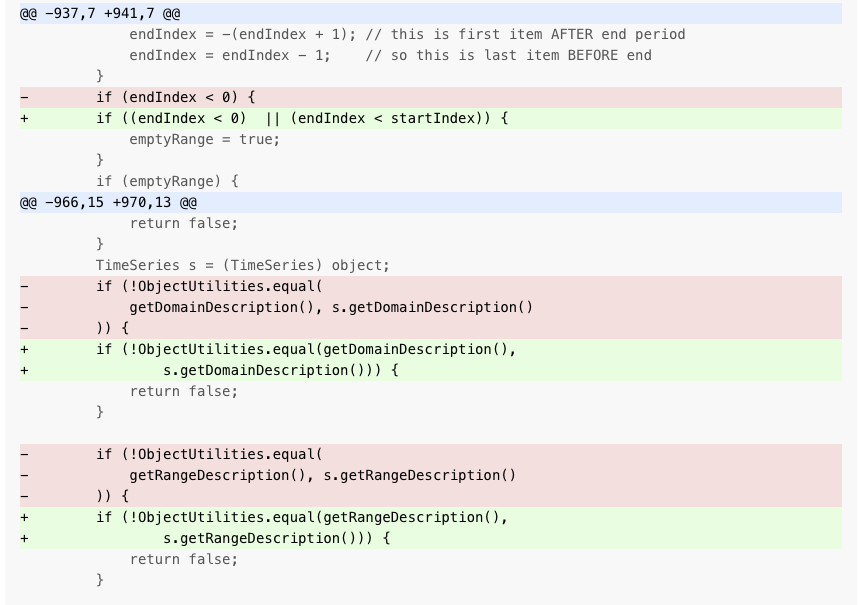 @@ -937,7 +941,7 @@
            endIndex = -(endIndex + 1); // this is first item AFTER end period
            endIndex = endIndex - 1;    // so this is last item BEFORE end
        }
-        if (endIndex < 0) {
+        if ((endIndex < 0)  || (endIndex < startIndex)) {
            emptyRange = true;
        }
        if (emptyRange) {
@@ -966,15 +970,13 @@
            return false;
        }
        TimeSeries s = (TimeSeries) object;
-        if (!ObjectUtilities.equal(
-            getDomainDescription(), s.getDomainDescription()
-        )) {
+        if (!ObjectUtilities.equal(getDomainDescription(),
+                s.getDomainDescription())) {
            return false;
        }

-        if (!ObjectUtilities.equal(
-            getRangeDescription(), s.getRangeDescription()
-        )) {
+        if (!ObjectUtilities.equal(getRangeDescription(),
+                s.getRangeDescription())) {
            return false;
        }